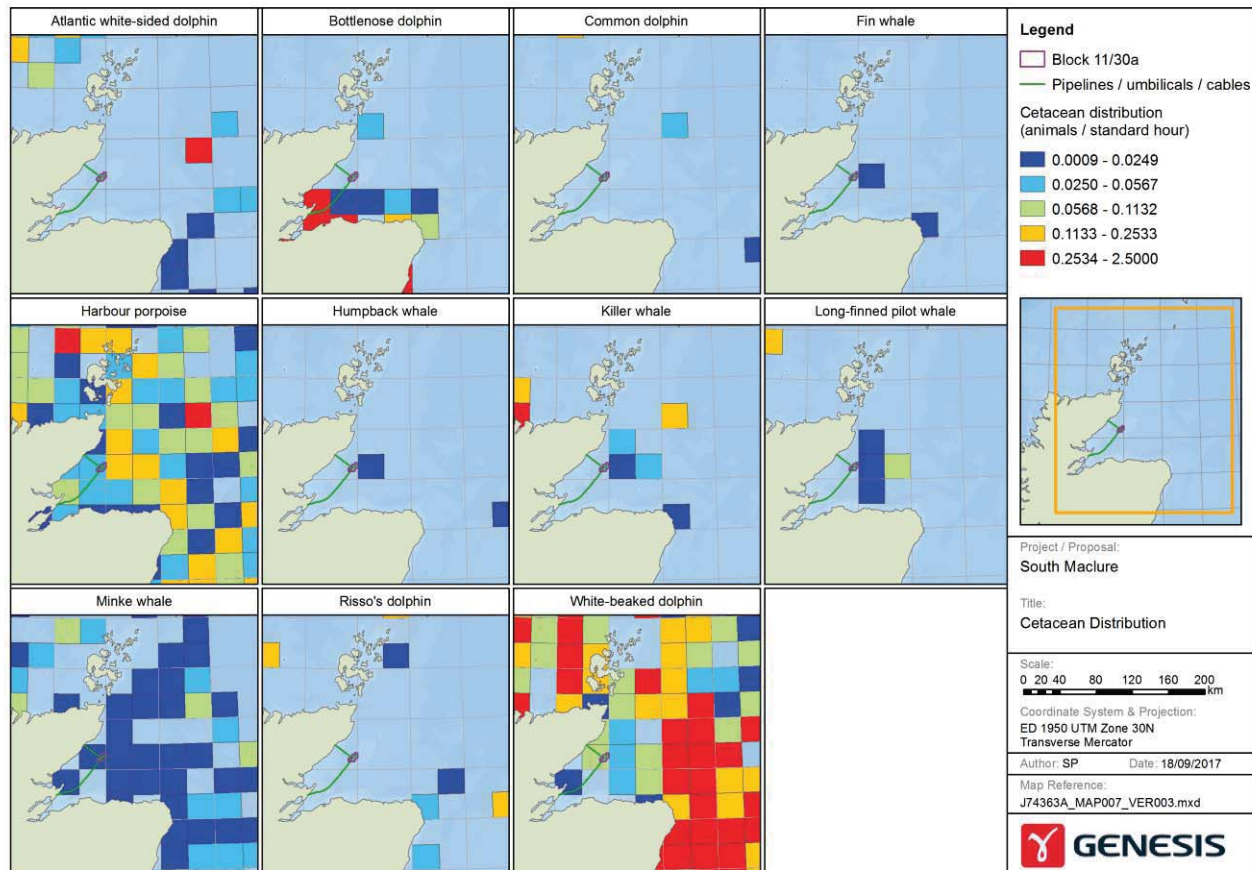 Atlantic white-sided dolphin
Bottlenose dolphin
Common dolphin
Fin whale
Harbour porpoise
Humpback whale
Killer whale
Long-finned pilot whale
Minke whale
Risso's dolphin
White-beaked dolphin
Legend
Block 11/30a
Pipelines / umbilicals / cables
Cetacean distribution
(animals / standard hour)
0.0009 - 0.0249
0.0250 - 0.0567
0.0568 - 0.1132
0.1133 - 0.2533
0.2534 - 2.5000
Project / Proposal:
South Maclure
Title:
Cetacean Distribution
Scale:
0 20 40 80 120 160 200
km
Coordinate System & Projection:
ED 1950 UTM Zone 30N
Transverse Mercator
Author: SP Date: 18/09/2017
Map Reference:
J74363A_MAP007_VER003.mxd
GENESIS